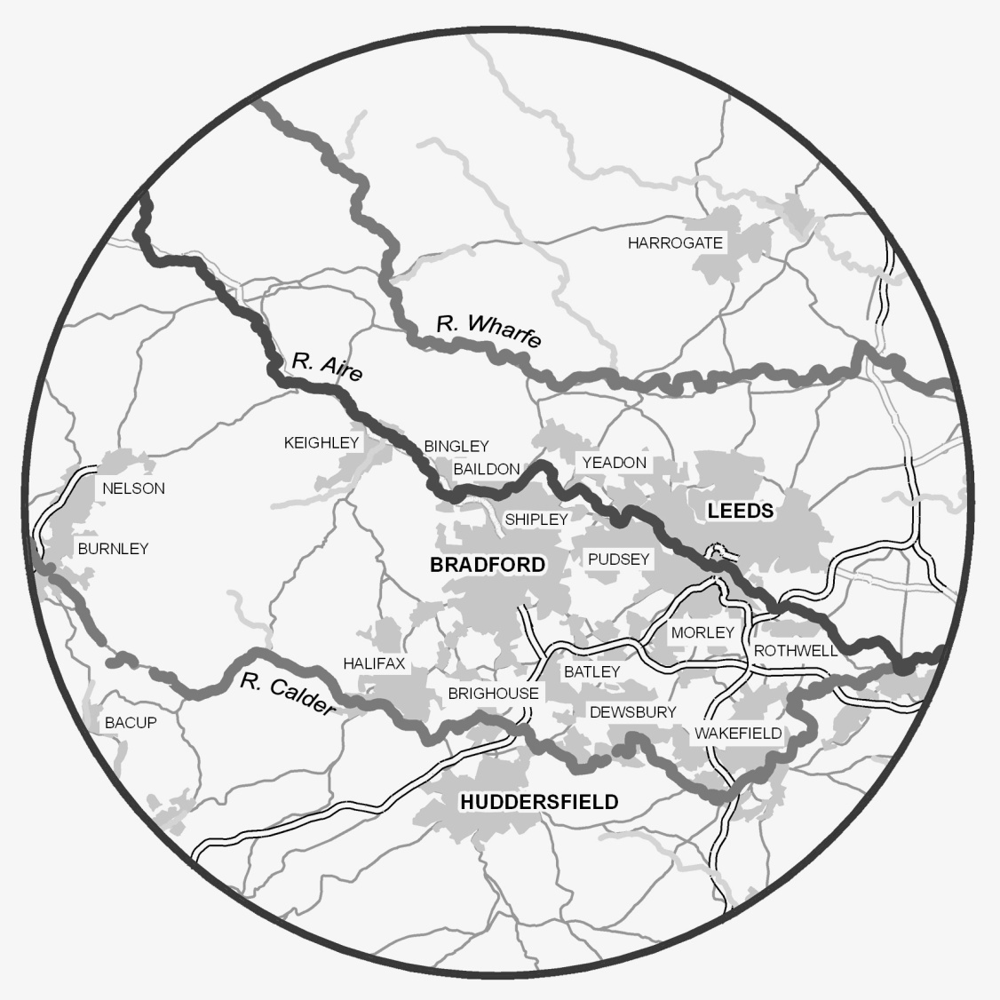 HARROGATE
R. Wharfe
R. Aire
KEIGHLEY
BINGLEY
BAILDON
YEADON
NELSON
LEEDS
SHIPLEY
BURNLEY
BRADFORD
PUDSEY
MORLEY
ROTHWELL
HALIFAX
BATLEY
R. Calder
BRIGHOUSE
DEWSBURY
BACUP
WAKEFIELD
HUDDERSFIELD